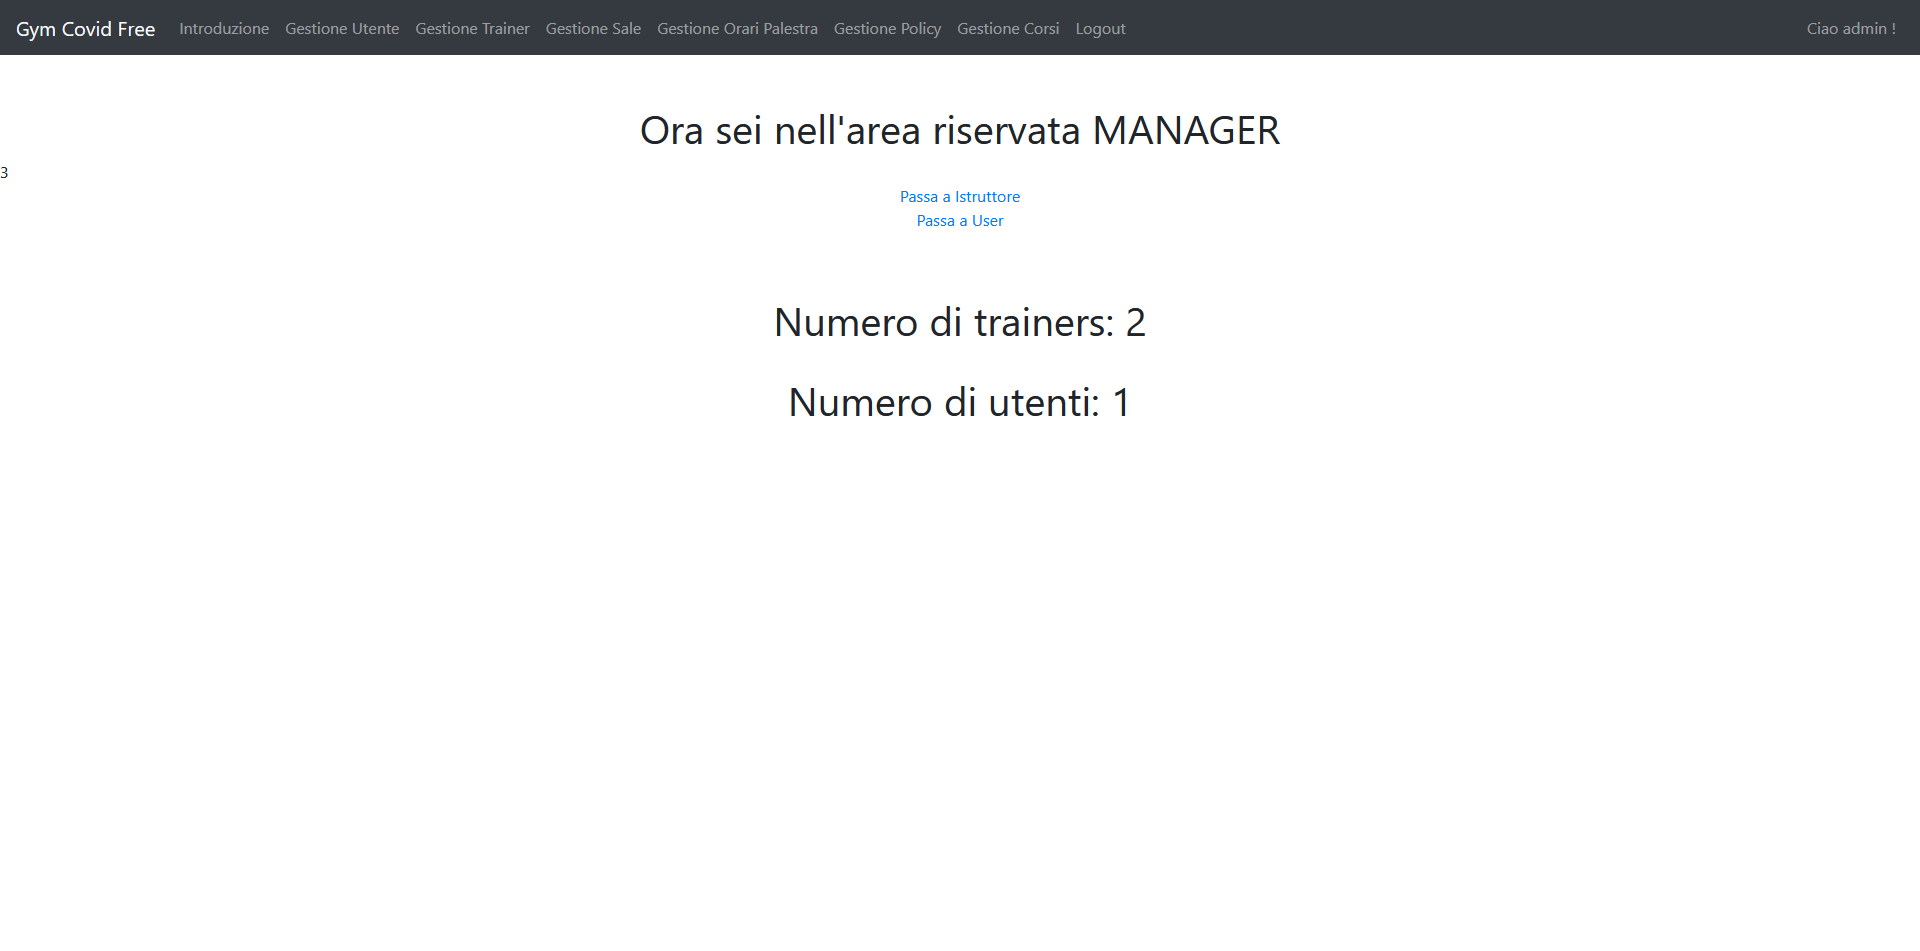 Gym Covid Free Introduzione Gestione Utente Gestione Trainer Gestione Sale Gestione Orari Palestra Gestione Policy Gestione Corsi Logout Ciao admin !
Ora sei nell'area riservata MANAGER
3
Passa a Istruttore
Passa a User
Numero di trainers: 2
Numero di utenti: 1